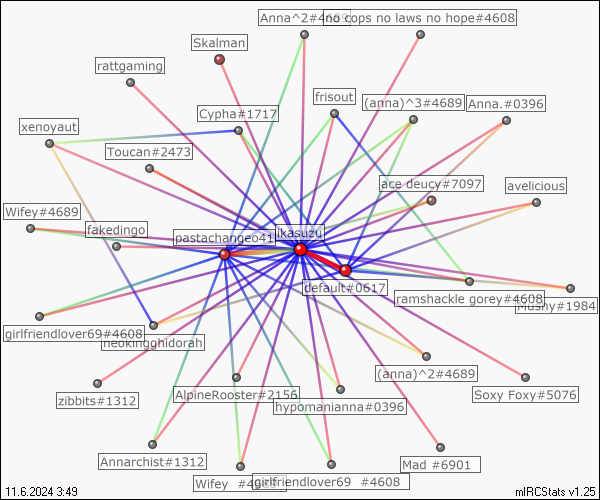 Anna^2#4689
no cops no laws no hope#4608
Skalman
rattgaming
frisout
(anna)^3#4689
Anna.#0396
Cypha#1717
xenoyaut
Toucan#2473
ace deucy#7097
avelicious
Wifey#4689
fakedingo
pastachangeo41
ikasuzu
default#0617
ramshackle gorey#4608
Mushy#1984
girlfriendlover69#4608
neokingghidorah
(anna)^2#4689
zibbits#1312
AlpineRooster#2156
hypomanianna#0396
Soxy Foxy#5076
Annarchist#1312
Mad #6901
Wifey #4689
girlfriendlover69 #4608
11.6.2024 3:49
mIRCStats v1.25